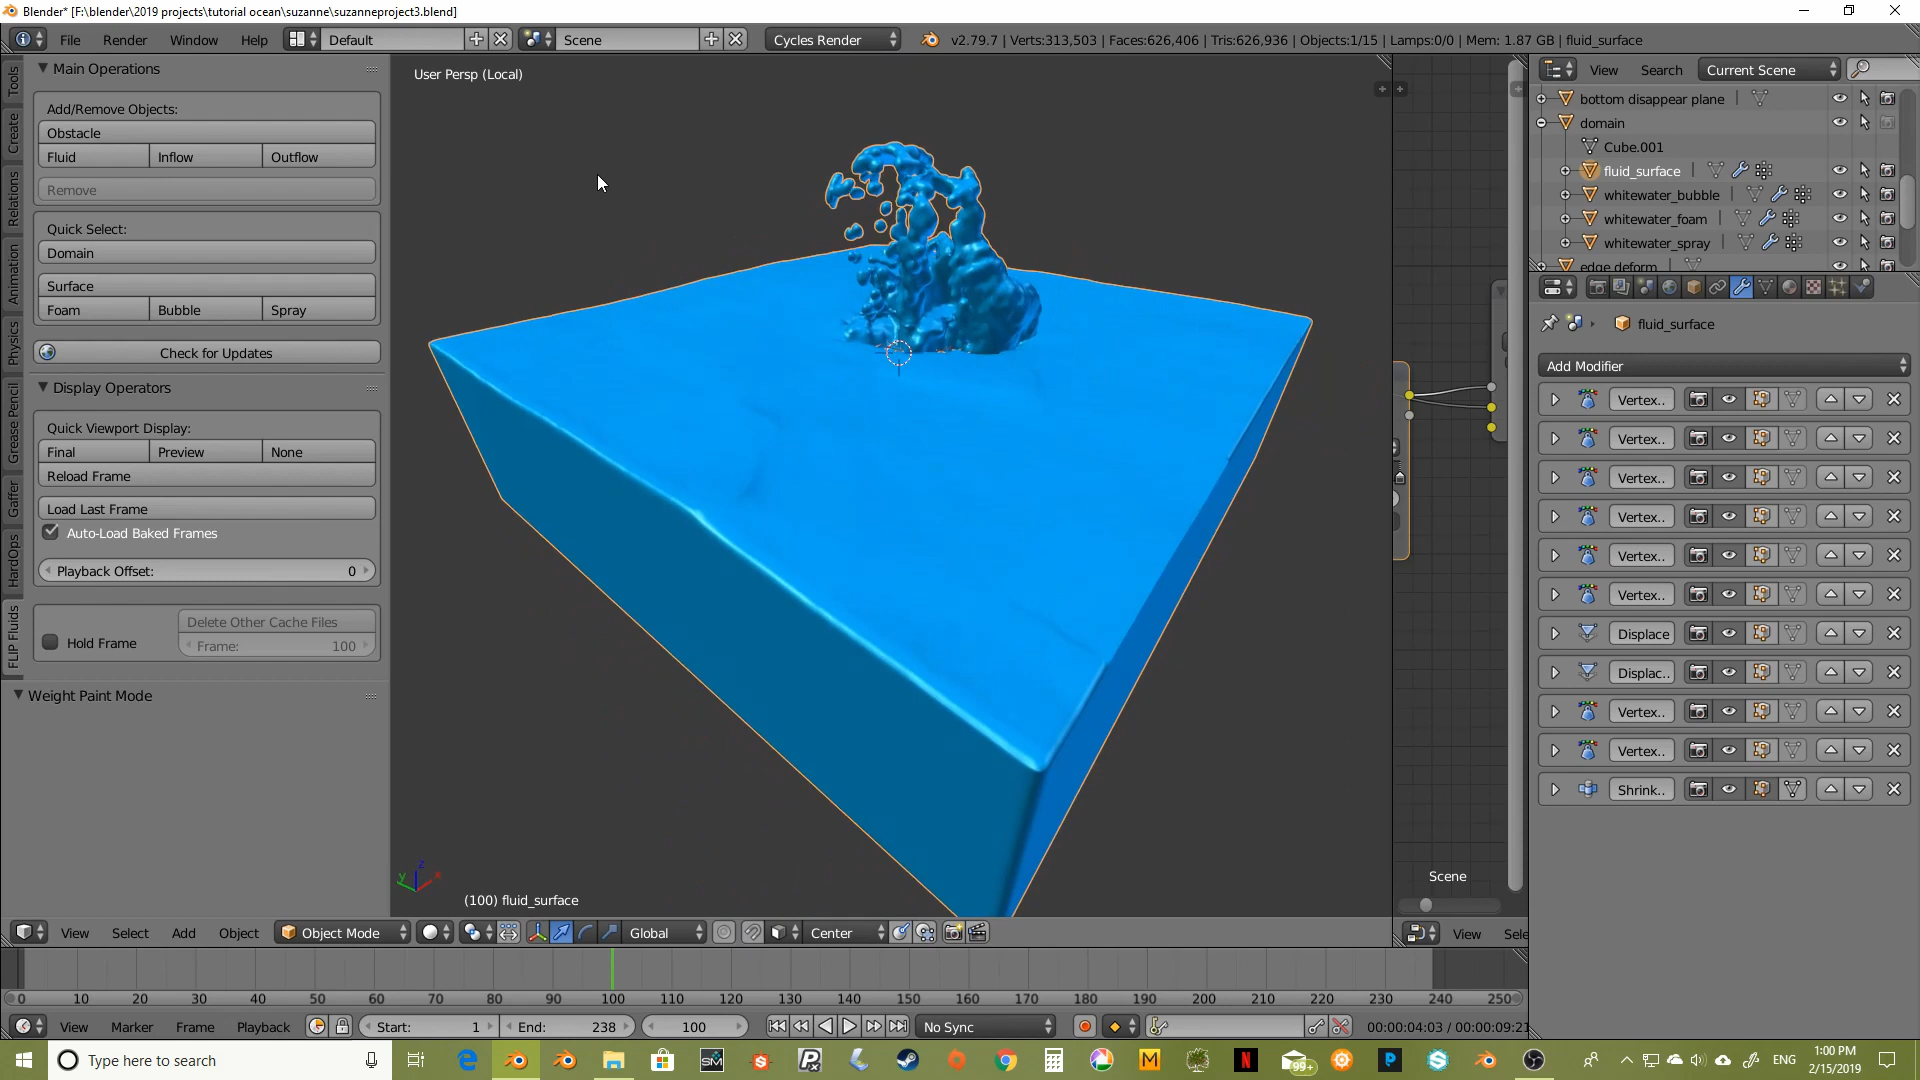 Blender* [F:\blender\2019 projects\tutorial ocean\suzanne\suzanneproject3.blend]
File Render Window Help Default Scene Cycles Render v2.79.7 | Verts:313,503 | Faces:626,406 | Tris:626,936 | Objects:1/15 | Lamps:0/0 | Mem: 1.87 GB | fluid_surface
Tools
Create
Relations
Animation
Physics
Grease Pencil
Gaffer
HardOps
FLIP Fluids
Main Operations
Add/Remove Objects:
Obstacle
Fluid Inflow Outflow
Remove
Quick Select:
Domain
Surface
Foam Bubble Spray
Check for Updates
Display Operators
Quick Viewport Display:
Final Preview None
Reload Frame
Load Last Frame
Auto-Load Baked Frames
Playback Offset: 0
Hold Frame
Delete Other Cache Files
Frame: 100
Weight Paint Mode
User Persp (Local)
z
y
x
(100) fluid_surface
View Select Add Object Object Mode Global Center
Scene
View Sele
View Search Current Scene
bottom disappear plane
domain
Cube.001
fluid_surface
whitewater_bubble
whitewater_foam
whitewater_spray
edge deform
fluid_surface
Add Modifier
Vertex..
Vertex..
Vertex..
Vertex..
Vertex..
Vertex..
Displace
Displac..
Vertex..
Vertex..
Shrink..
0 10 20 30 40 50 60 70 80 90 100 110 120 130 140 150 160 170 180 190 200 210 220 230 240 250
View Marker Frame Playback Start: 1 End: 238 100 No Sync 00:00:04:03 / 00:00:09:21
Type here to search
SM
M
N
P
99+
ENG
1:00 PM
2/15/2019